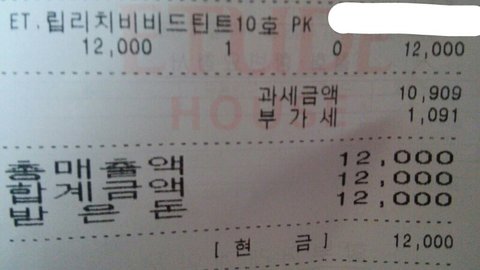 ET.립리치비비드틴트10호 PK
12,000 1 0 12,000
ETUDE
HOUSE
과세금액 10,909
부가세 1,091
총매출액 12,000
합계금액 12,000
받은돈 12,000
[현 금] 12,000